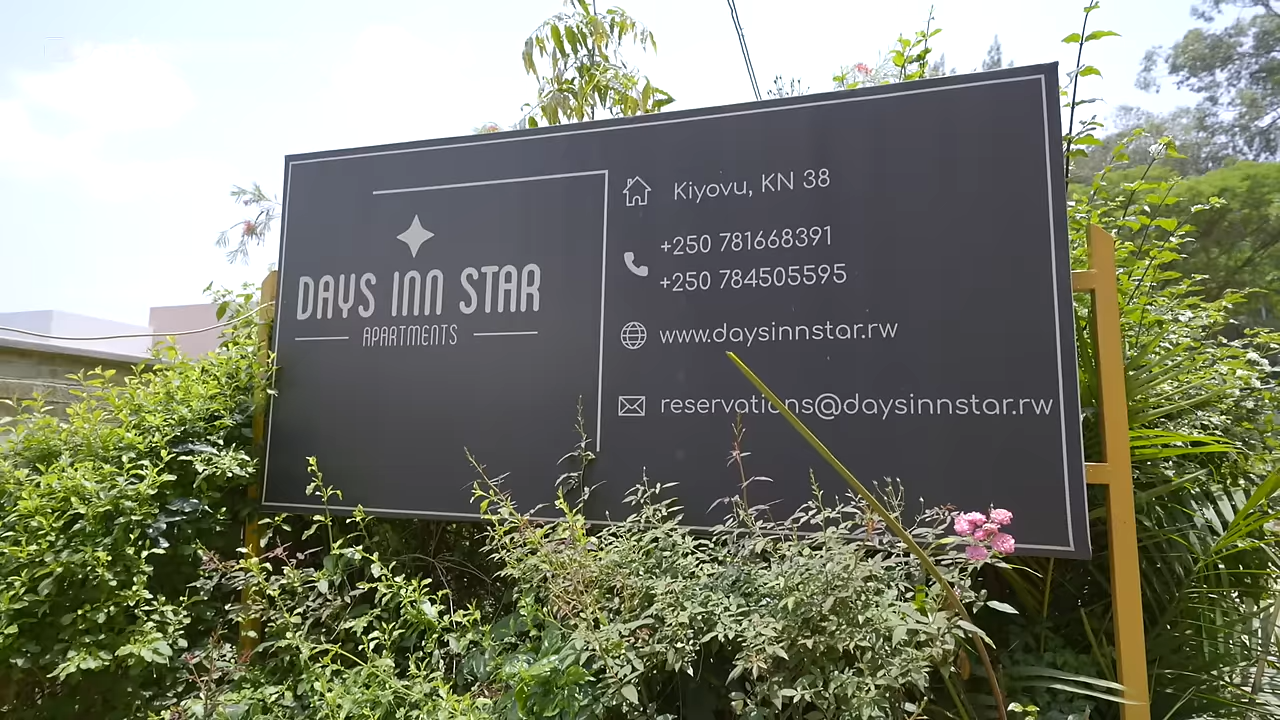 DAYS INN STAR
APARTMENTS
Kiyovu, KN 38
+250 781668391
+250 784505595
www.daysinnstar.rw
reservations@daysinnstar.rw